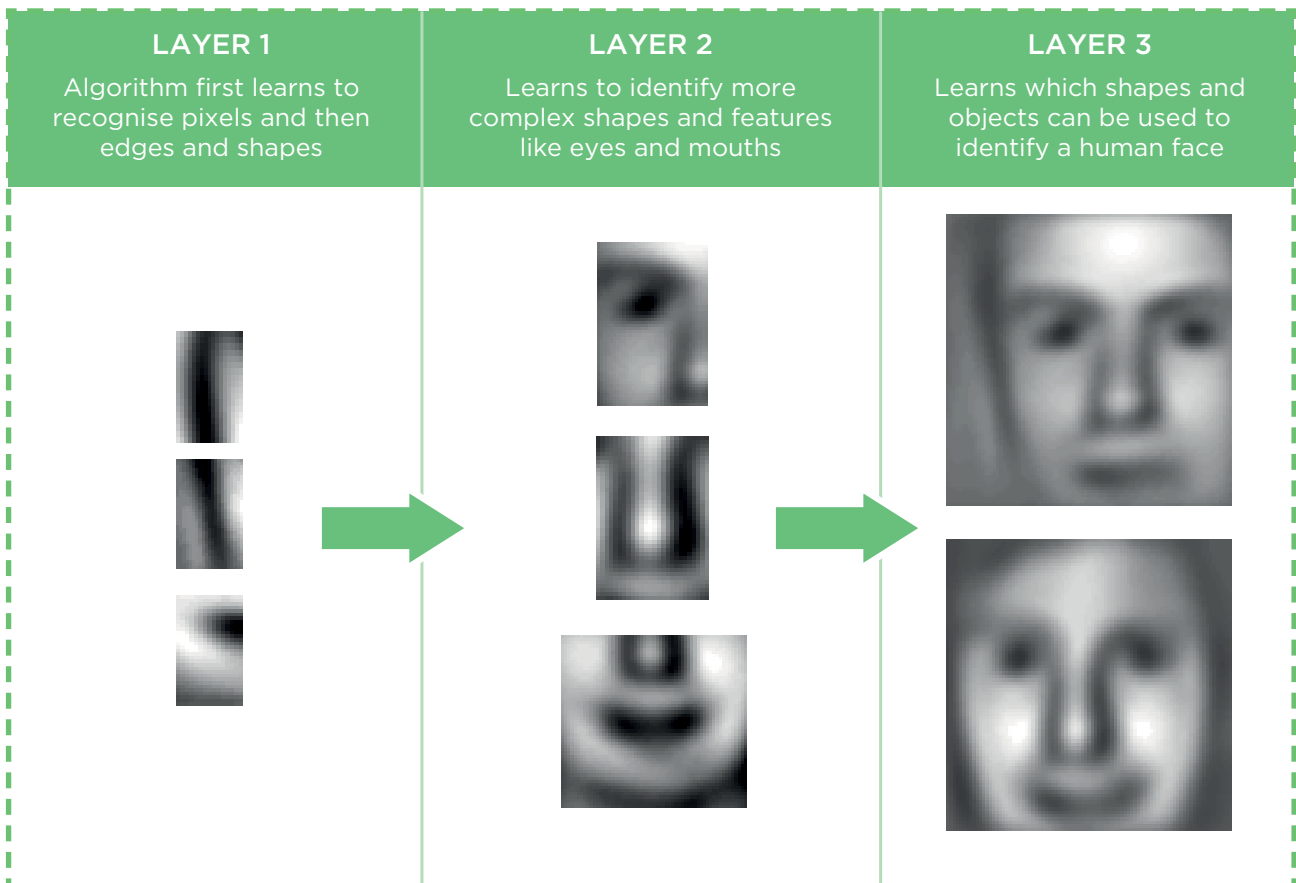 LAYER 1
Algorithm first learns to
recognise pixels and then
edges and shapes
LAYER 2
Learns to identify more
complex shapes and features
like eyes and mouths
LAYER 3
Learns which shapes and
objects can be used to
identify a human face